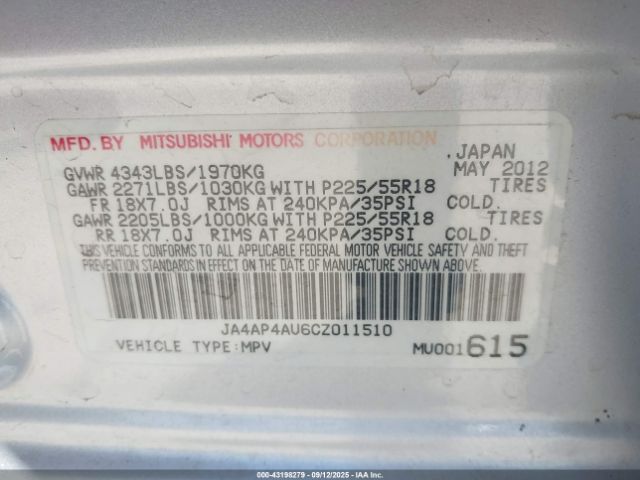 MFD. BY MITSUBISHI MOTORS CORPORATION
. JAPAN
GVWR 4343LBS/1970KG MAY 2012
GAWR 2271LBS/1030KG WITH P225/55R18 TIRES
FR 18X7.0J RIMS AT 240KPA/35PSI COLD.
GAWR 2205LBS/1000KG WITH P225/55R18 TIRES
RR 18X7.0J RIMS AT 240KPA/35PSI COLD.
THIS VEHICLE CONFORMS TO ALL APPLICABLE FEDERAL MOTOR VEHICLE SAFETY AND THEFT
PREVENTION STANDARDS IN EFFECT ON THE DATE OF MANUFACTURE SHOWN ABOVE.
JA4AP4AU6CZ011510
VEHICLE TYPE:MPV MU001615
000-43198279 - 09/12/2025 - IAAI.com